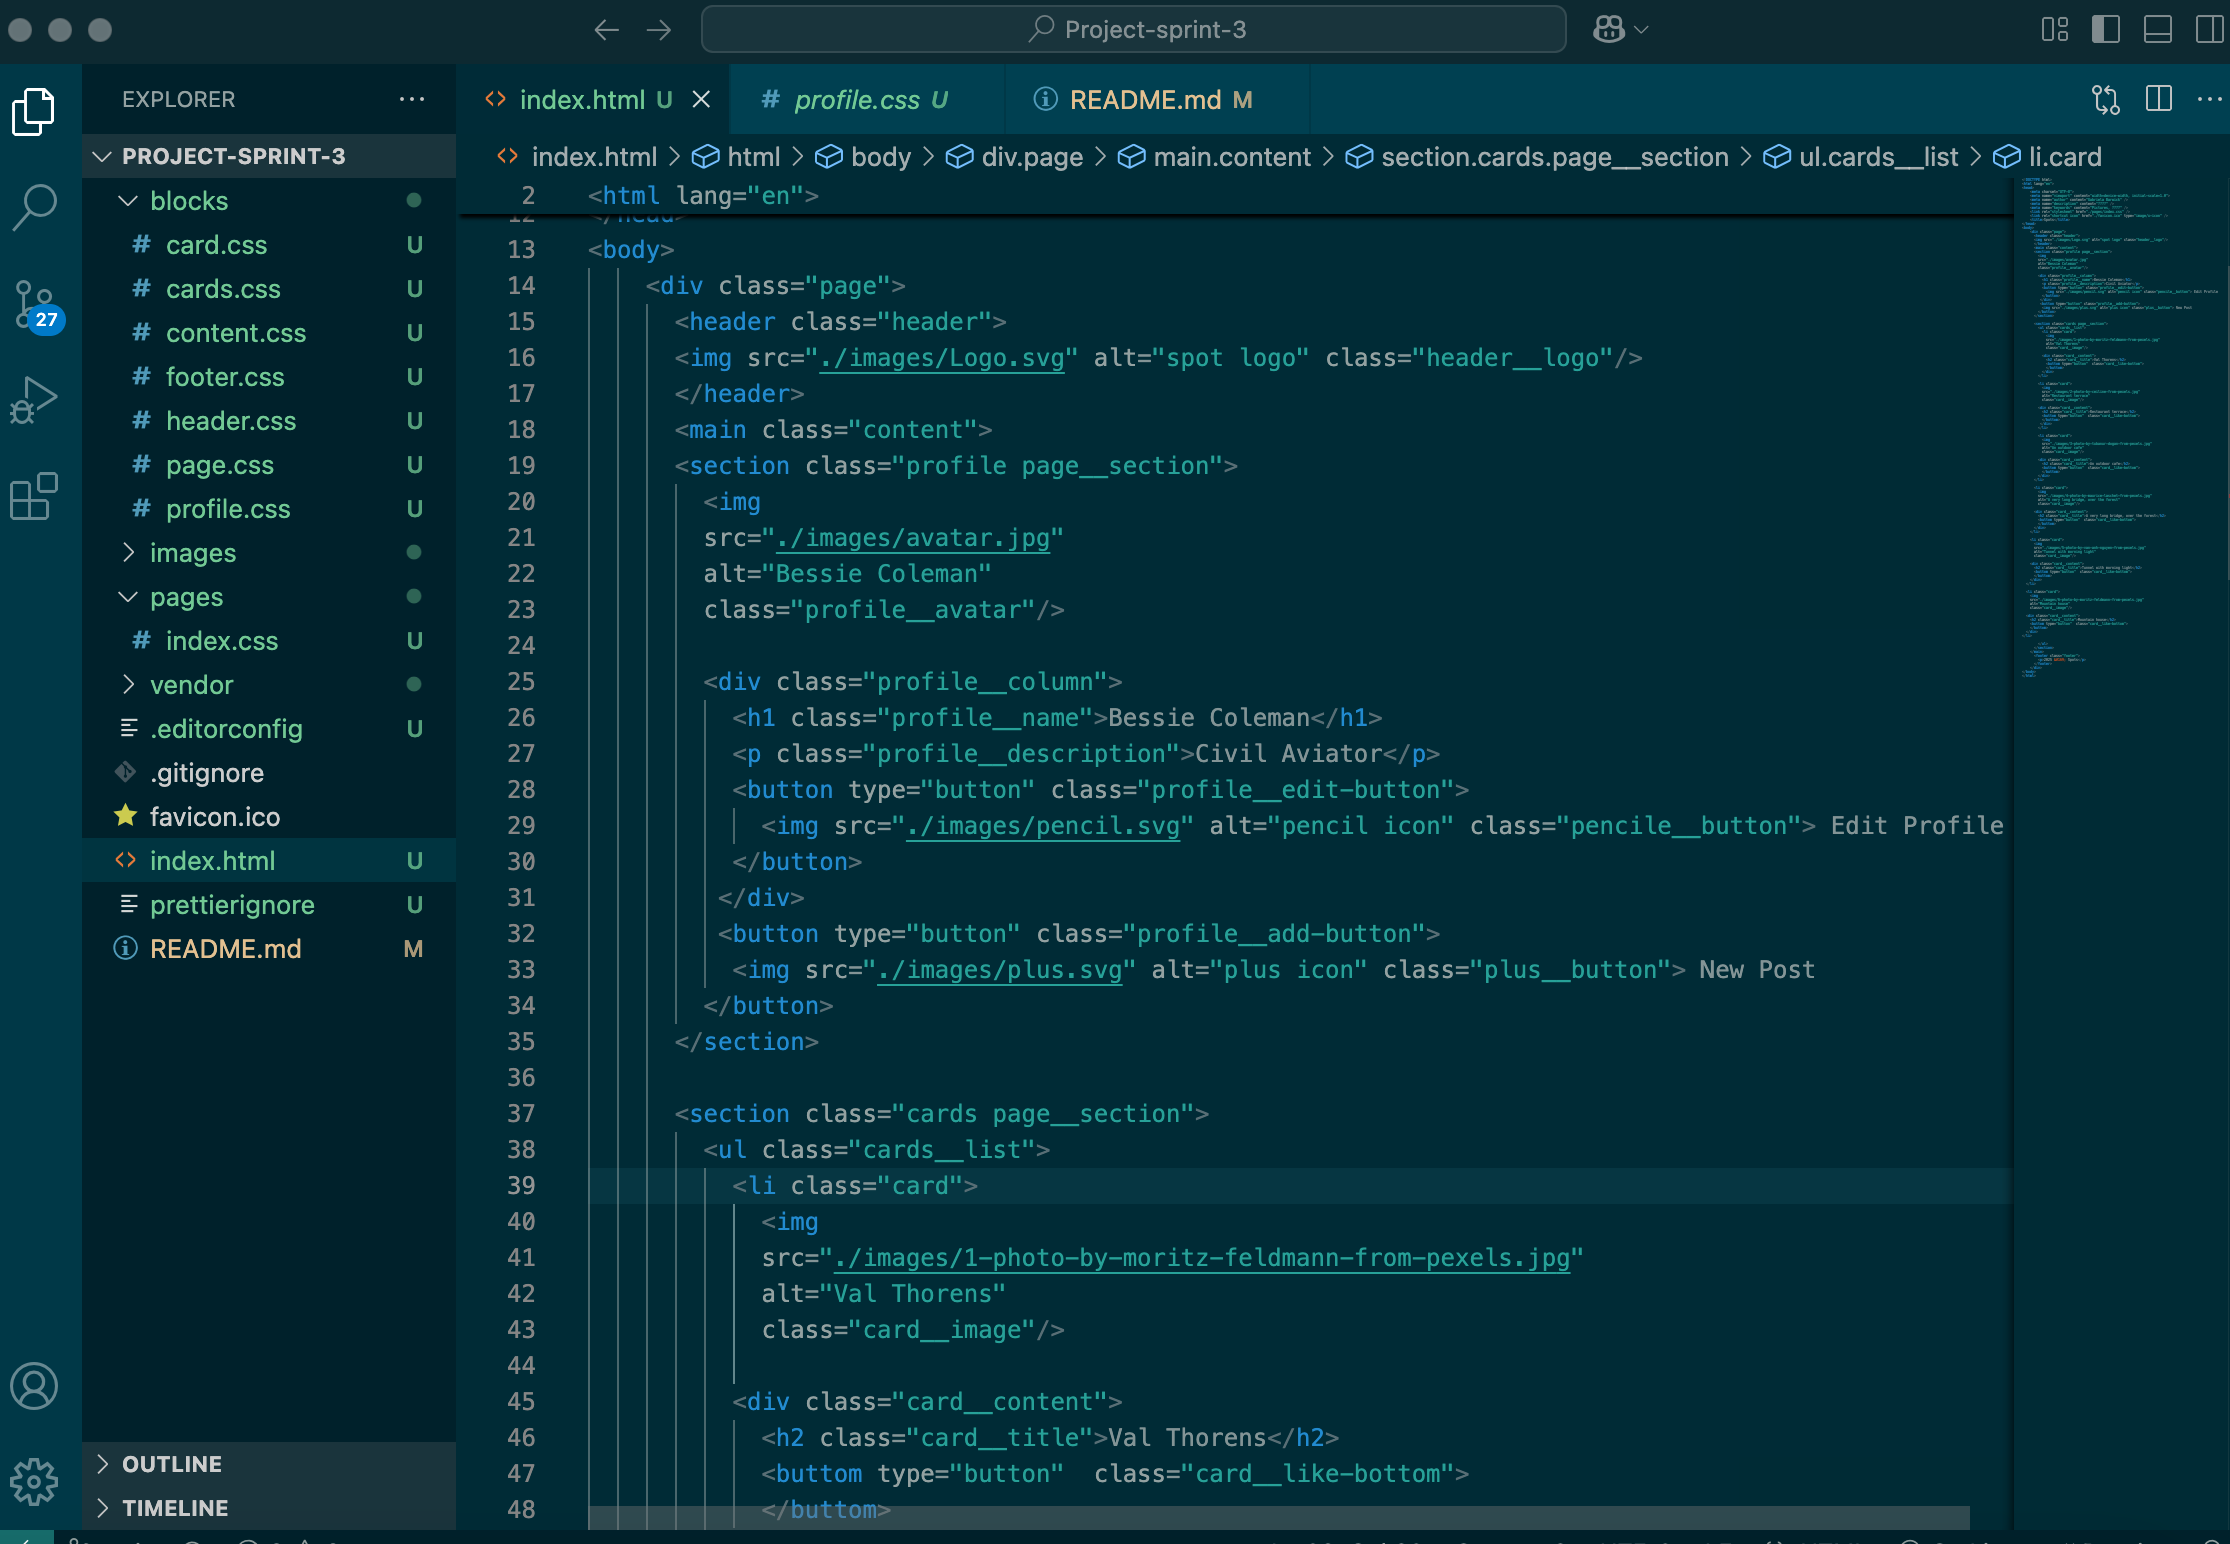 Project-sprint-3
EXPLORER
PROJECT-SPRINT-3
blocks
# card.css U
# cards.css U
# content.css U
# footer.css U
# header.css U
# page.css U
# profile.css U
images
pages
# index.css U
vendor
.editorconfig U
.gitignore
favicon.ico
<> index.html U
prettierignore U
README.md M
27
OUTLINE
TIMELINE
<> index.html U
# profile.css U
README.md M
<> index.html > html > body > div.page > main.content > section.cards.page__section > ul.cards__list > li.card
2 <html lang="en">
12 </head>
13 <body>
14 <div class="page">
15 <header class="header">
16 <img src="./images/Logo.svg" alt="spot logo" class="header__logo"/>
17 </header>
18 <main class="content">
19 <section class="profile page__section">
20 <img
21 src="./images/avatar.jpg"
22 alt="Bessie Coleman"
23 class="profile__avatar"/>
24
25 <div class="profile__column">
26 <h1 class="profile__name">Bessie Coleman</h1>
27 <p class="profile__description">Civil Aviator</p>
28 <button type="button" class="profile__edit-button">
29 <img src="./images/pencil.svg" alt="pencil icon" class="pencile__button"> Edit Profile
30 </button>
31 </div>
32 <button type="button" class="profile__add-button">
33 <img src="./images/plus.svg" alt="plus icon" class="plus__button"> New Post
34 </button>
35 </section>
36
37 <section class="cards page__section">
38 <ul class="cards__list">
39 <li class="card">
40 <img
41 src="./images/1-photo-by-moritz-feldmann-from-pexels.jpg"
42 alt="Val Thorens"
43 class="card__image"/>
44
45 <div class="card__content">
46 <h2 class="card__title">Val Thorens</h2>
47 <buttom type="button"  class="card__like-bottom">
48 </buttom>